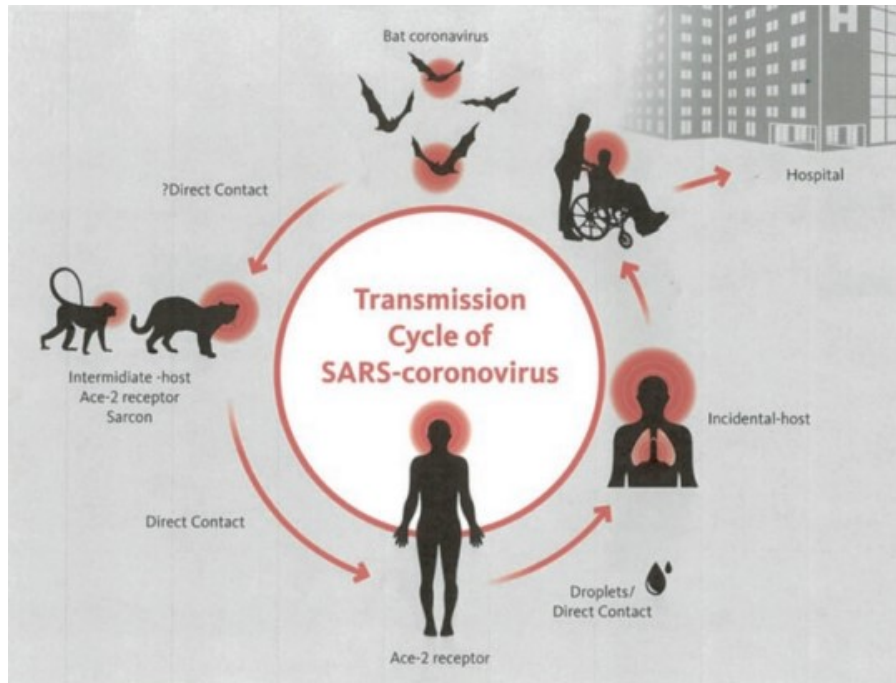 Bat coronavirus
H
Hospital
?Direct Contact
Transmission
Cycle of
SARS-coronovirus
Intermidiate -host
Ace-2 receptor
Sarcon
Incidental-host
Direct Contact
Droplets/
Direct Contact
Ace-2 receptor